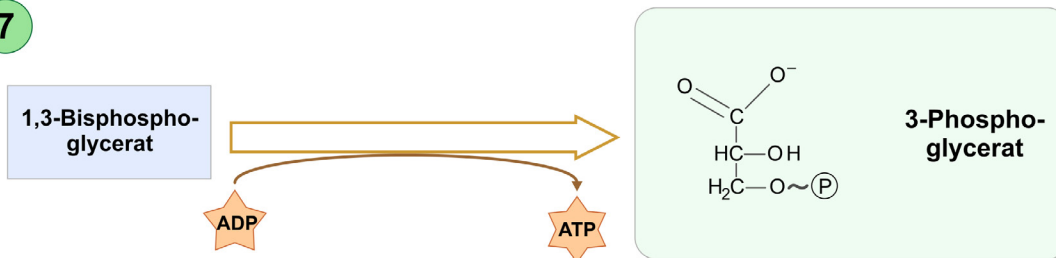 7
1,3-Bisphospho-
glycerat
ADP
ATP
O
O⁻
C
HC—OH
H₂C—O~P
3-Phospho-
glycerat